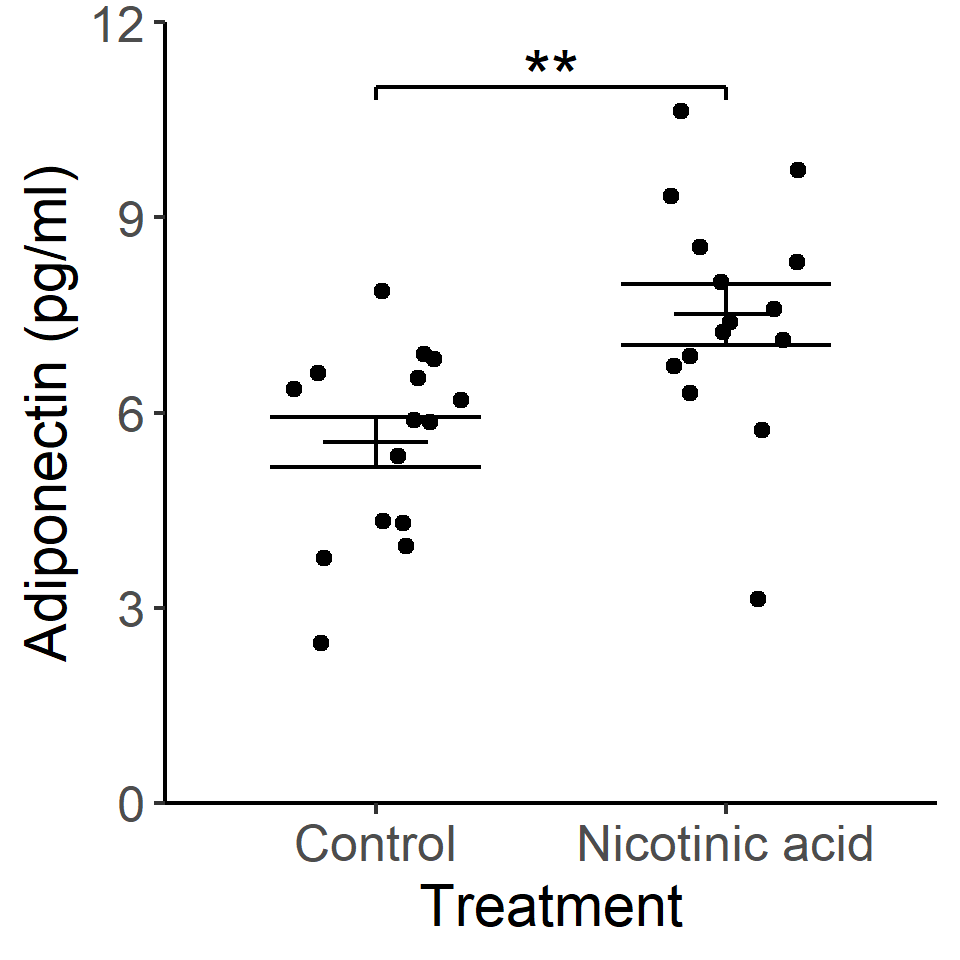 12
**
9
6
3
0
Adiponectin (pg/ml)
Control Nicotinic acid
Treatment